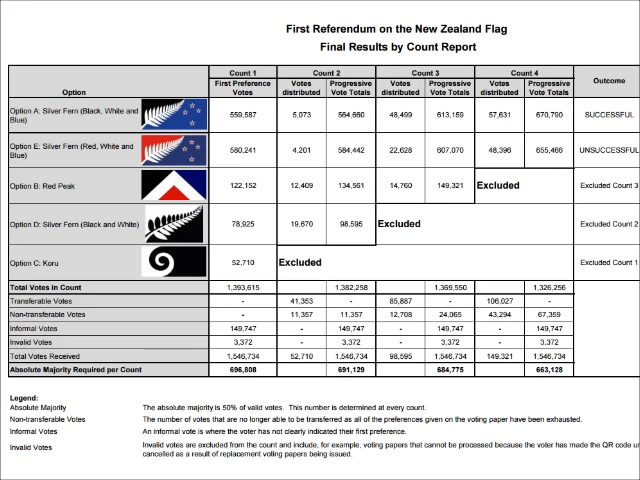 First Referendum on the New Zealand Flag
Final Results by Count Report
Count 1 Count 2 Count 3 Count 4
Option First Preference Votes Votes distributed Progressive Vote Totals Votes distributed Progressive Vote Totals Votes distributed Progressive Vote Totals Outcome
Option A: Silver Fern (Black, White and Blue) 559,587 5,073 564,660 48,499 613,159 57,631 670,790 SUCCESSFUL
Option E: Silver Fern (Red, White and Blue) 580,241 4,201 584,442 22,628 607,070 48,396 655,466 UNSUCCESSFUL
Option B: Red Peak 122,152 12,409 134,561 14,760 149,321 Excluded Excluded Count 3
Option D: Silver Fern (Black and White) 78,925 19,670 98,595 Excluded Excluded Count 2
Option C: Koru 52,710 Excluded Excluded Count 1
Total Votes in Count 1,393,615 1,382,258 1,369,550 1,326,256
Transferable Votes - 41,353 - 85,887 - 106,027 -
Non-transferable Votes - 11,357 11,357 12,708 24,065 43,294 67,359
Informal Votes 149,747 - 149,747 - 149,747 - 149,747
Invalid Votes 3,372 - 3,372 - 3,372 - 3,372
Total Votes Received 1,546,734 52,710 1,546,734 98,595 1,546,734 149,321 1,546,734
Absolute Majority Required per Count 696,808 691,129 684,775 663,128
Legend:
Absolute Majority The absolute majority is 50% of valid votes. This number is determined at every count.
Non-transferable Votes The number of votes that are no longer able to be transferred as all of the preferences given on the voting paper have been exhausted.
Informal Votes An informal vote is where the voter has not clearly indicated their first preference.
Invalid Votes Invalid votes are excluded from the count and include, for example, voting papers that cannot be processed because the voter has made the QR code
cancelled as a result of replacement voting papers being issued.